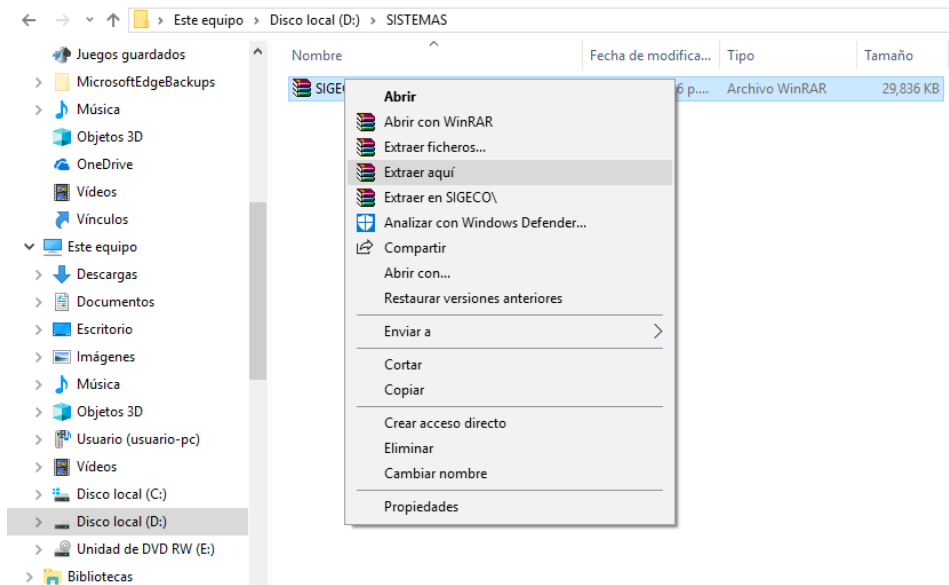 Este equipo > Disco local (D:) > SISTEMAS
Juegos guardados
MicrosoftEdgeBackups
Música
Objetos 3D
OneDrive
Vídeos
Vínculos
Este equipo
Descargas
Documentos
Escritorio
Imágenes
Música
Objetos 3D
Usuario (usuario-pc)
Vídeos
Disco local (C:)
Disco local (D:)
Unidad de DVD RW (E:)
Bibliotecas
Nombre Fecha de modifica... Tipo Tamaño
6 p.... Archivo WinRAR 29,836 KB
Abrir
Abrir con WinRAR
Extraer ficheros...
Extraer aquí
Extraer en SIGECO\
Analizar con Windows Defender...
Compartir
Abrir con...
Restaurar versiones anteriores
Enviar a
Cortar
Copiar
Crear acceso directo
Eliminar
Cambiar nombre
Propiedades